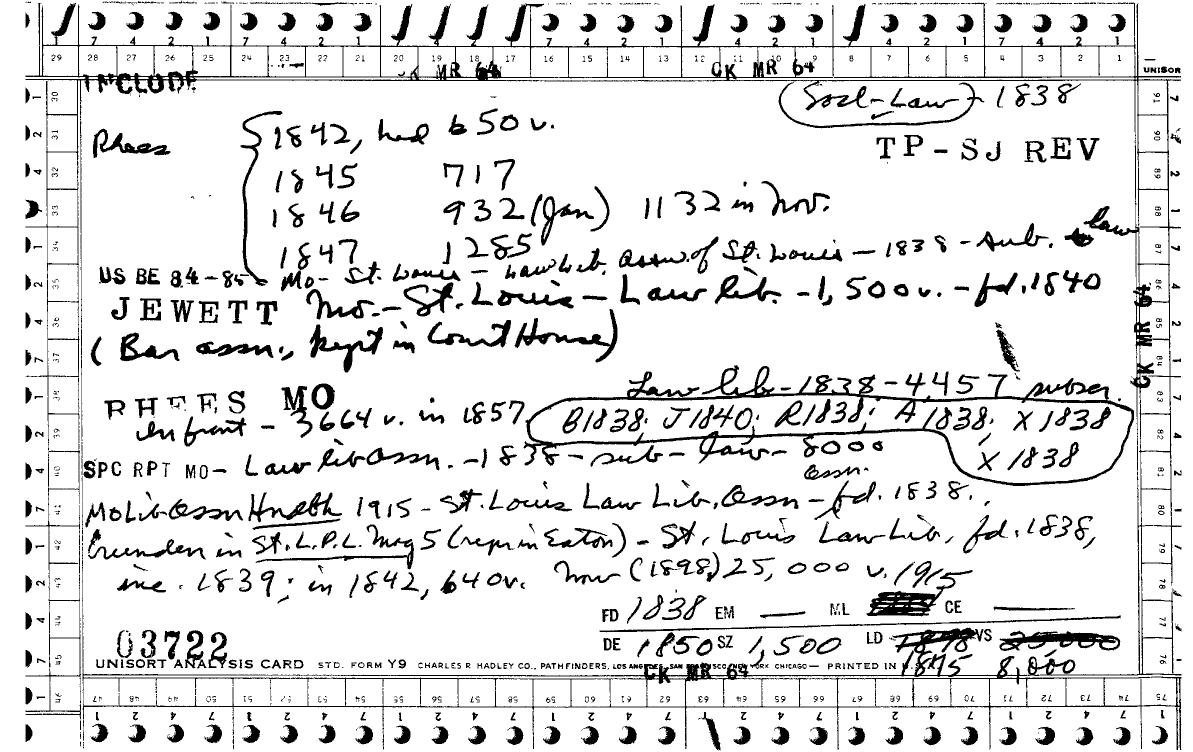 INCLUDE
CK MR 64
CK MR 64
UNISORT
(Socl-Law) - 1838
TP-SJ REV
Rhees { 1842, had 650 v.
1845 717
1846 932 (Jan) 1132 in Nov.
1847 1285
US BE 84-85 - Mo - St. Louis - Law Lib. Assn. of St. Louis - 1838 - sub. law
JEWETT Mo. - St. Louis - Law lib. - 1,500 v. - fd. 1840
(Bar assn., kept in Court House)
CK MR 64
Law lib - 1838 - 4457 subscr.
RHEES MO
In front - 3664 v. in 1857
B1838; J1840; R1838; A1838; X1838
X1838
SPC RPT MO - Law lib assn. - 1838 - sub - law - 8000
assn.
Mo Lib Assn Hndbk 1915 - St. Louis Law Lib. Assn - fd. 1838.
Crunden in St. L. P. L. Mag 5 (repr in Eaton) - St. Louis Law Lib, fd. 1838,
inc. 1839; in 1842, 640 v. Now (1898) 25,000 v. 1915
FD 1838 EM — ML CE —
DE 1850 SZ 1,500 LD 1898 VS 25,000
1875 8,000
03722
UNISORT ANALYSIS CARD STD. FORM Y9 CHARLES R. HADLEY CO., PATHFINDERS, LOS ANGELES, SAN FRANCISCO, NEW YORK CHICAGO — PRINTED IN
CK MR 64